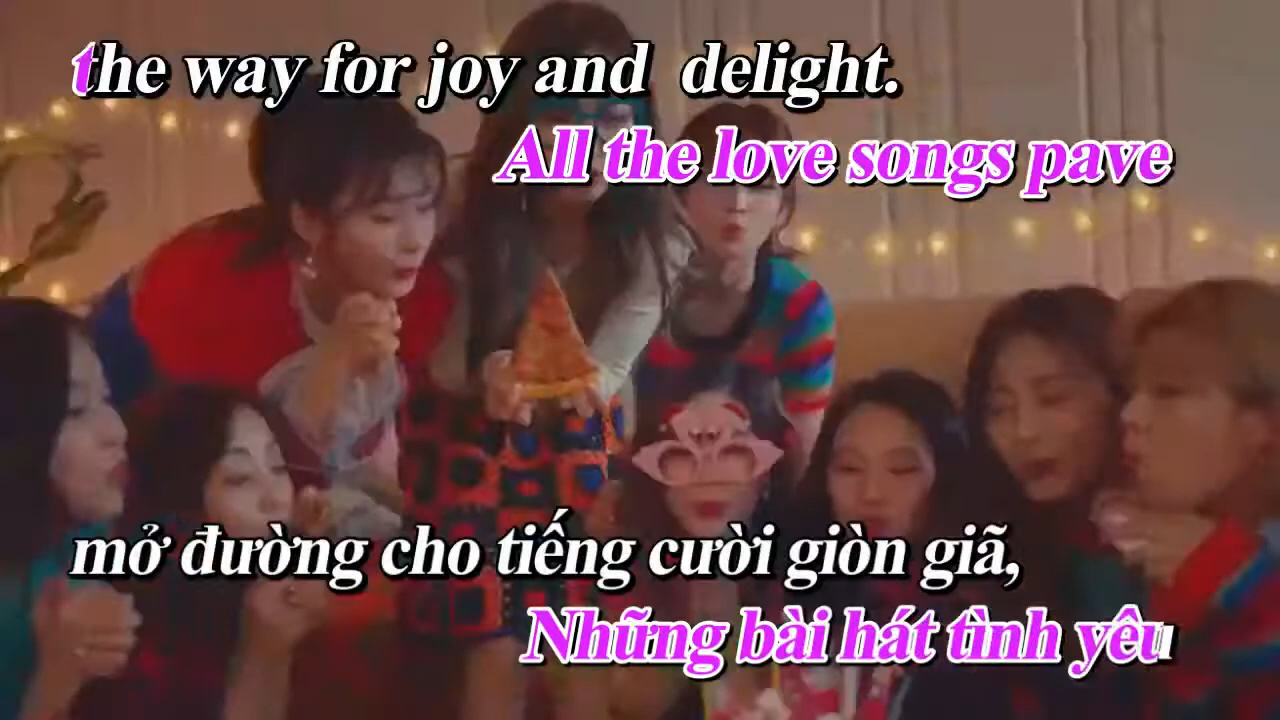 the way for joy and delight.
All the love songs pave
mở đường cho tiếng cười giòn giã,
Những bài hát tình yêu